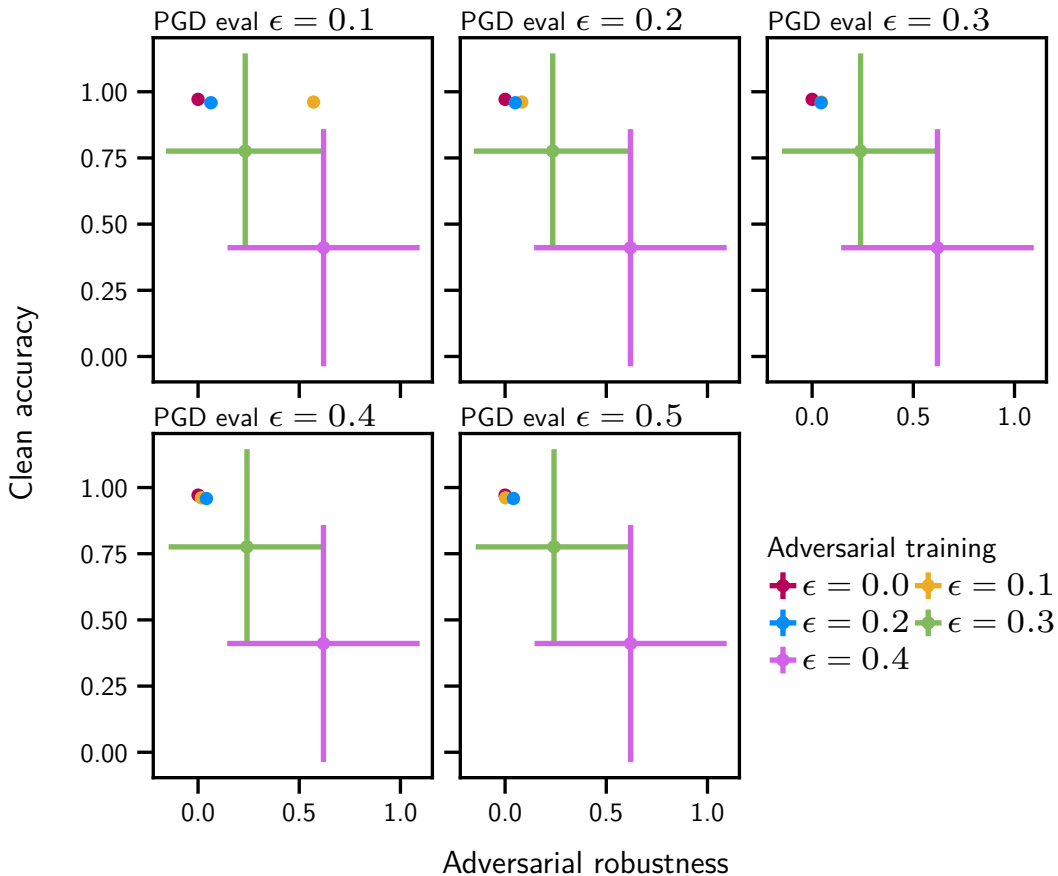 PGD eval ϵ = 0.1
PGD eval ϵ = 0.2
PGD eval ϵ = 0.3
1.00
0.75
0.50
0.25
0.00
0.0 0.5 1.0
PGD eval ϵ = 0.4
PGD eval ϵ = 0.5
1.00
0.75
0.50
0.25
0.00
0.0 0.5 1.0
0.0 0.5 1.0
Clean accuracy
Adversarial robustness
Adversarial training
ϵ = 0.0 ϵ = 0.1
ϵ = 0.2 ϵ = 0.3
ϵ = 0.4